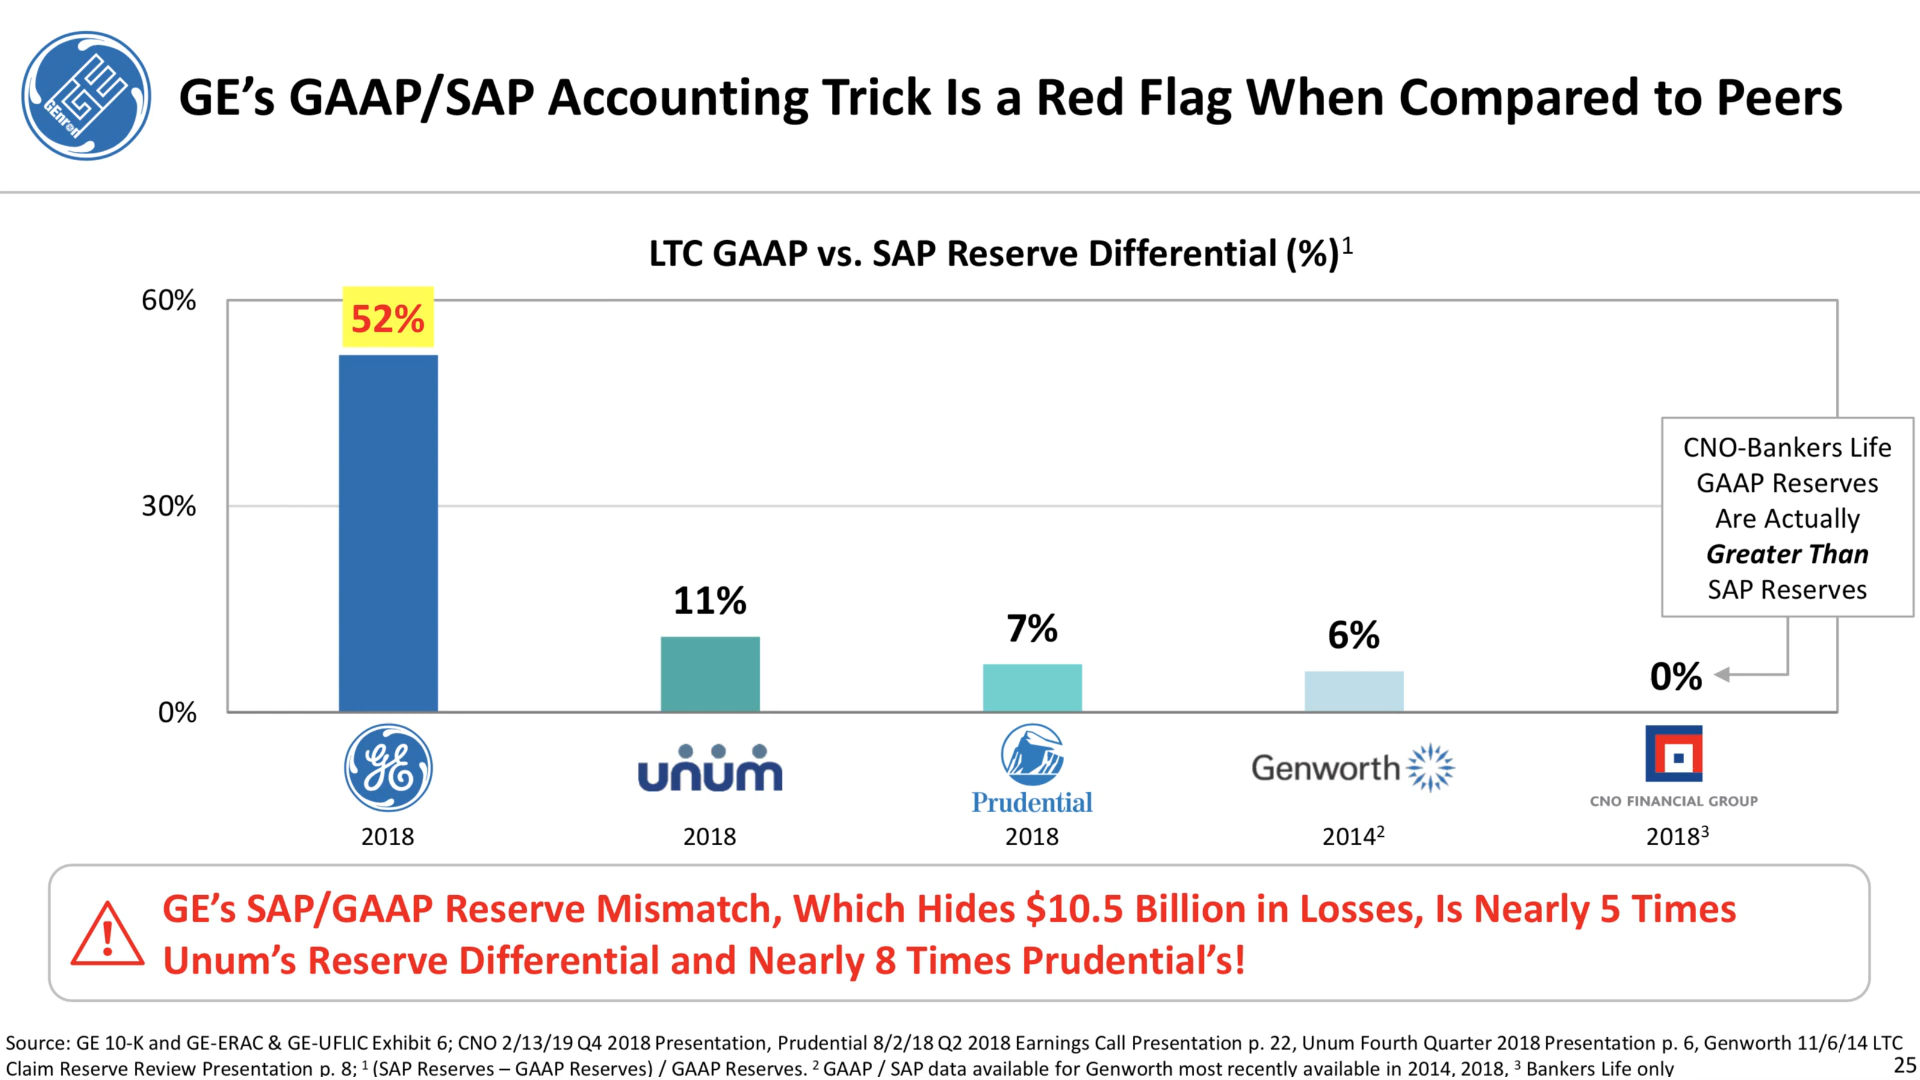 GEnron
GE’s GAAP/SAP Accounting Trick Is a Red Flag When Compared to Peers
LTC GAAP vs. SAP Reserve Differential (%)¹
60%
30%
0%
52%
11%
7%
6%
0%
CNO-Bankers Life
GAAP Reserves
Are Actually
Greater Than
SAP Reserves
GE
unum
Prudential
Genworth
CNO FINANCIAL GROUP
2018
2018
2018
2014²
2018³
GE’s SAP/GAAP Reserve Mismatch, Which Hides $10.5 Billion in Losses, Is Nearly 5 Times
Unum’s Reserve Differential and Nearly 8 Times Prudential’s!
Source: GE 10-K and GE-ERAC & GE-UFLIC Exhibit 6; CNO 2/13/19 Q4 2018 Presentation, Prudential 8/2/18 Q2 2018 Earnings Call Presentation p. 22, Unum Fourth Quarter 2018 Presentation p. 6, Genworth 11/6/14 LTC
Claim Reserve Review Presentation p. 8; ¹ (SAP Reserves – GAAP Reserves) / GAAP Reserves. ² GAAP / SAP data available for Genworth most recently available in 2014, 2018, ³ Bankers Life only
25